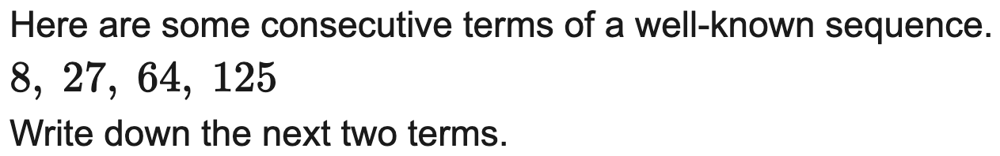 Here are some consecutive terms of a well-known sequence.
8, 27, 64, 125
Write down the next two terms.